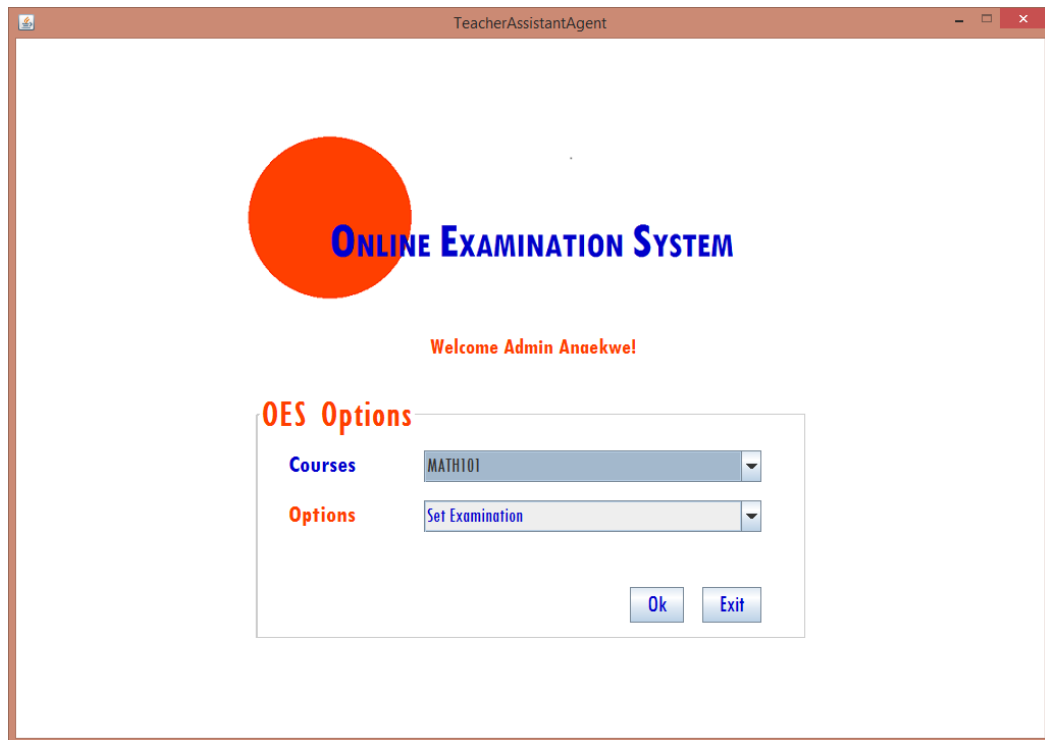 TeacherAssistantAgent
ONLINE EXAMINATION SYSTEM
Welcome Admin Anaekwe!
OES Options
Courses MATH101
Options Set Examination
Ok Exit